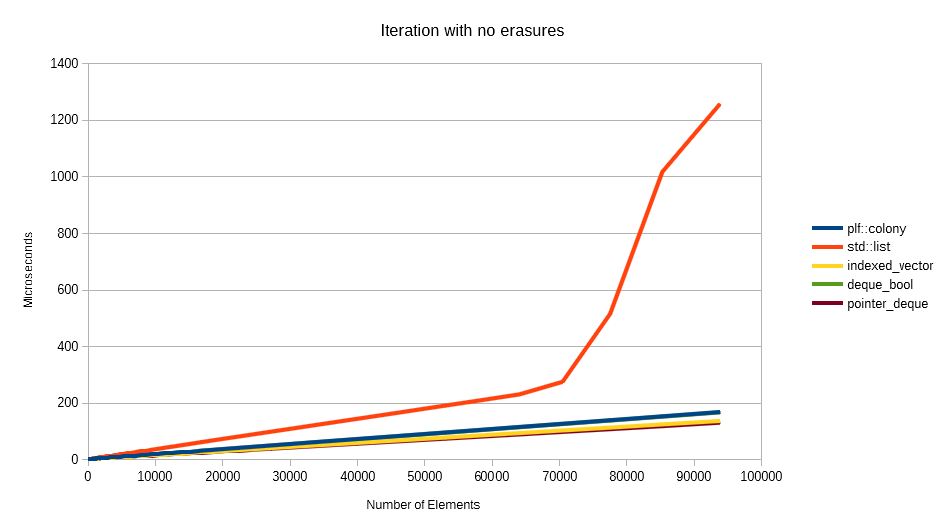 Iteration with no erasures
1400
1200
1000
800
600
400
200
0
Microseconds
0 10000 20000 30000 40000 50000 60000 70000 80000 90000 100000
Number of Elements
plf::colony
std::list
indexed_vector
deque_bool
pointer_deque